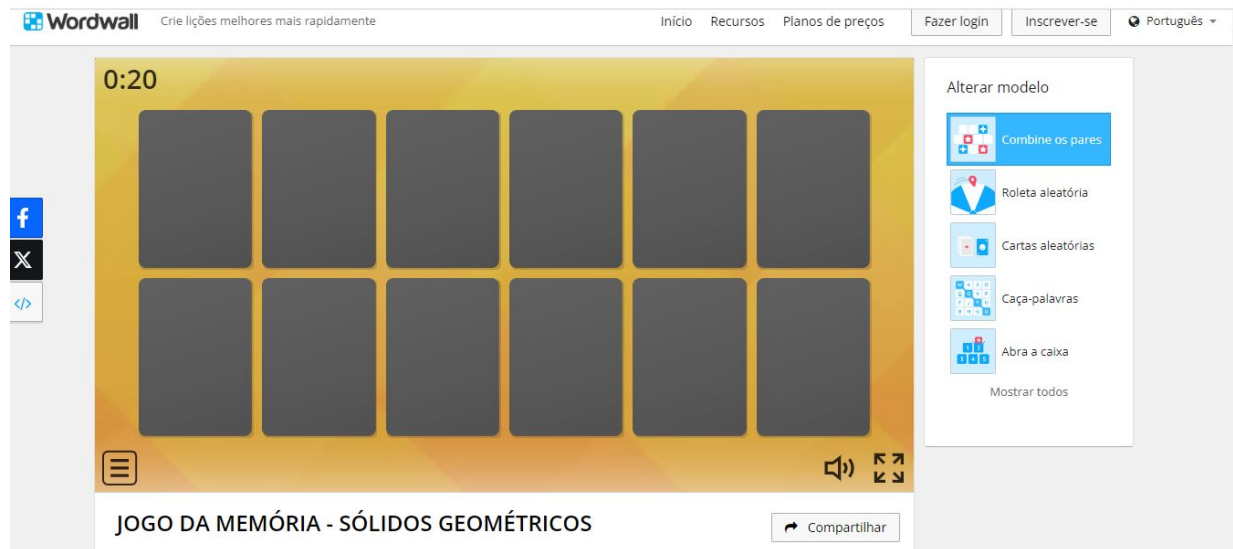 Wordwall Crie lições melhores mais rapidamente Início Recursos Planos de preços Fazer login Inscrever-se Português
0:20
Alterar modelo
Combine os pares
Roleta aleatória
Cartas aleatórias
Caça-palavras
Abra a caixa
Mostrar todos
JOGO DA MEMÓRIA - SÓLIDOS GEOMÉTRICOS
Compartilhar